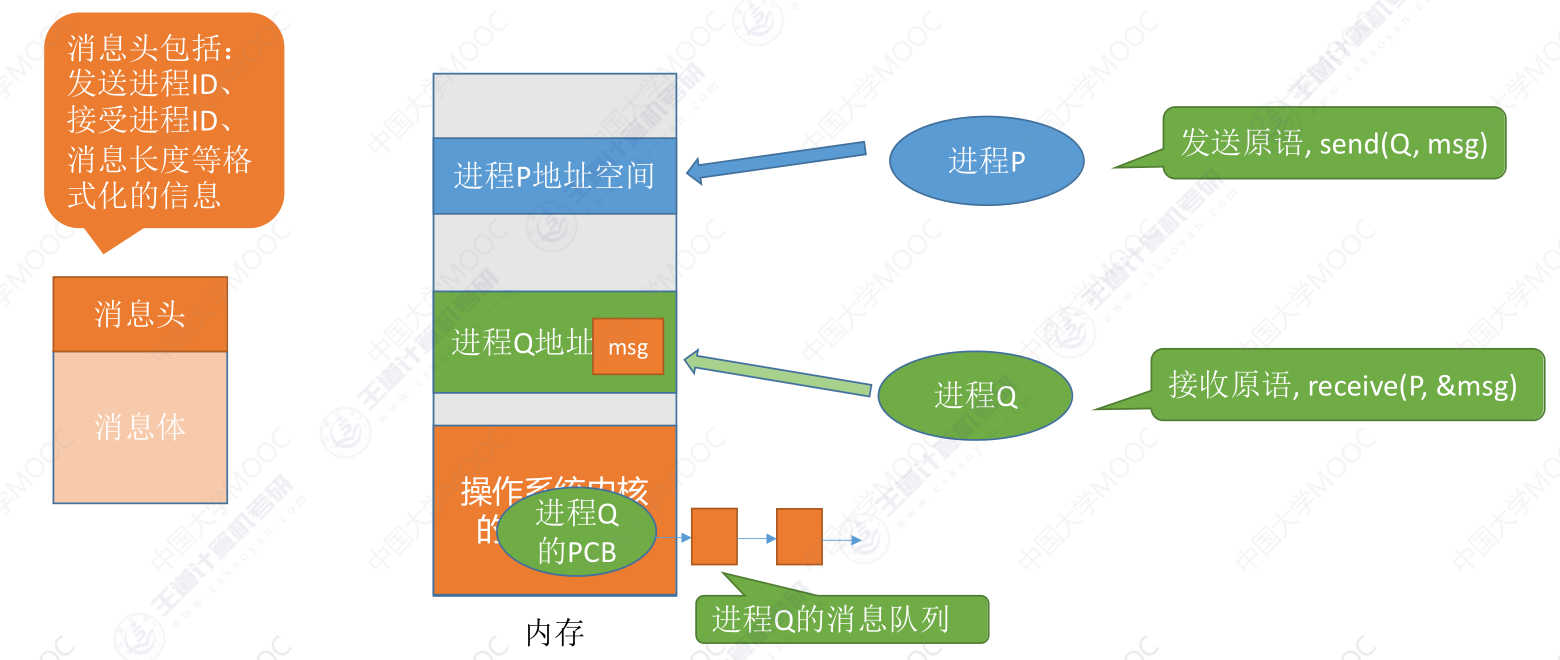 消息头包括：
发送进程ID、
接受进程ID、
消息长度等格
式化的信息
消息头
消息体
进程P地址空间
进程Q地址
msg
操作系统内核
的
进程Q
的PCB
内存
进程Q的消息队列
进程P
发送原语, send(Q, msg)
进程Q
接收原语, receive(P, &msg)
中国大学MOOC
王道计算机考研
www.cskaoyan.com